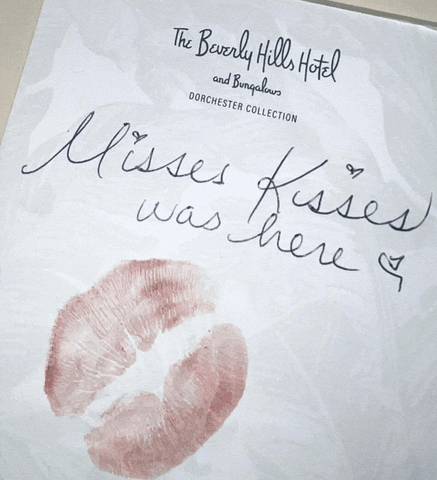 The Beverly Hills Hotel
and Bungalows
DORCHESTER COLLECTION
Misses Kisses
was here